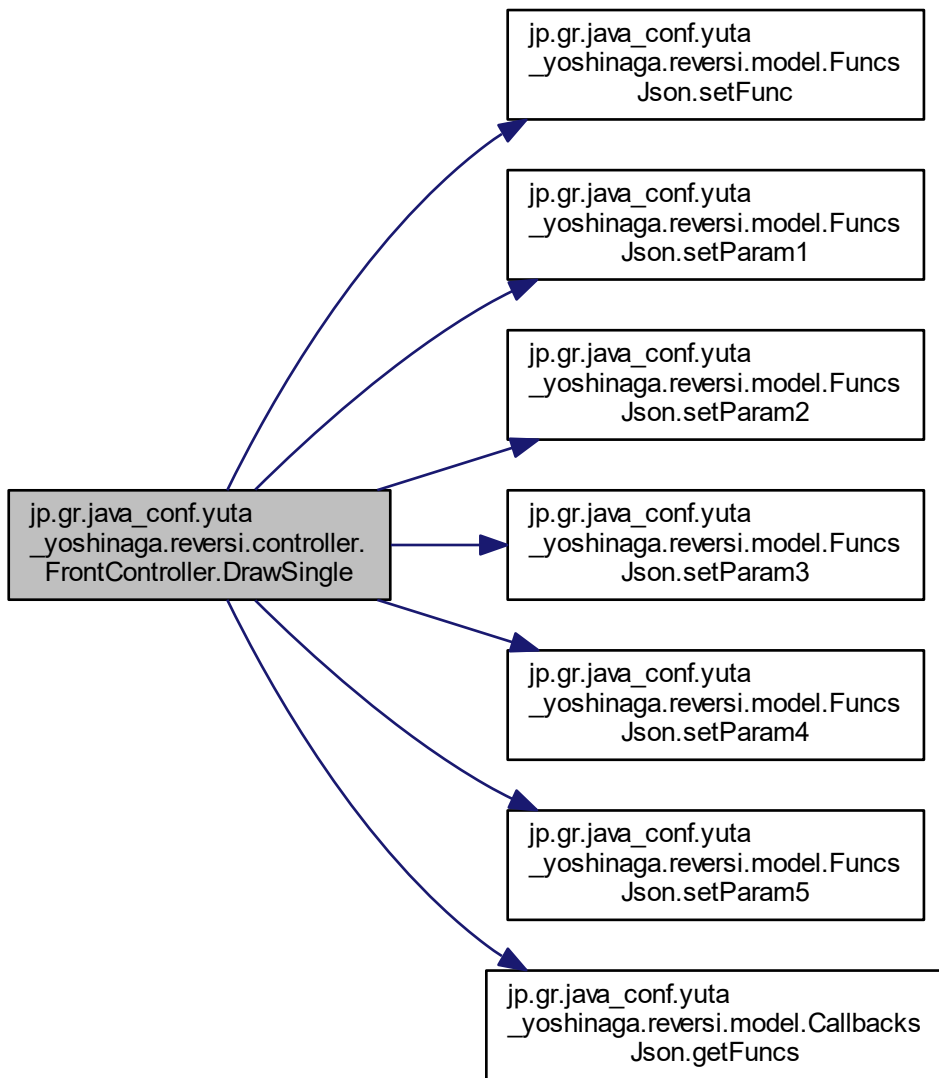 jp.gr.java_conf.yuta
_yoshinaga.reversi.model.Funcs
Json.setFunc
jp.gr.java_conf.yuta
_yoshinaga.reversi.model.Funcs
Json.setParam1
jp.gr.java_conf.yuta
_yoshinaga.reversi.model.Funcs
Json.setParam2
jp.gr.java_conf.yuta
_yoshinaga.reversi.controller.
FrontController.DrawSingle
jp.gr.java_conf.yuta
_yoshinaga.reversi.model.Funcs
Json.setParam3
jp.gr.java_conf.yuta
_yoshinaga.reversi.model.Funcs
Json.setParam4
jp.gr.java_conf.yuta
_yoshinaga.reversi.model.Funcs
Json.setParam5
jp.gr.java_conf.yuta
_yoshinaga.reversi.model.Callbacks
Json.getFuncs